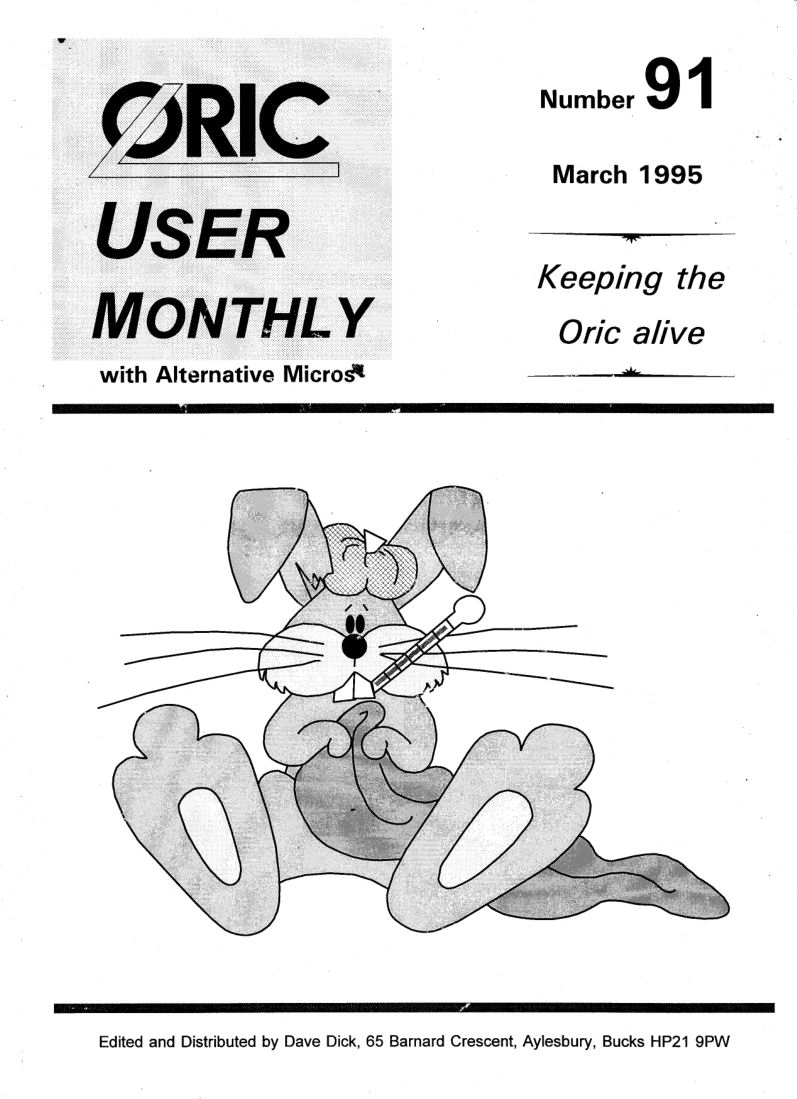 ORIC
USER
MONTHLY
with Alternative Micros
Number 91
March 1995
Keeping the
Oric alive
Edited and Distributed by Dave Dick, 65 Barnard Crescent, Aylesbury, Bucks HP21 9PW